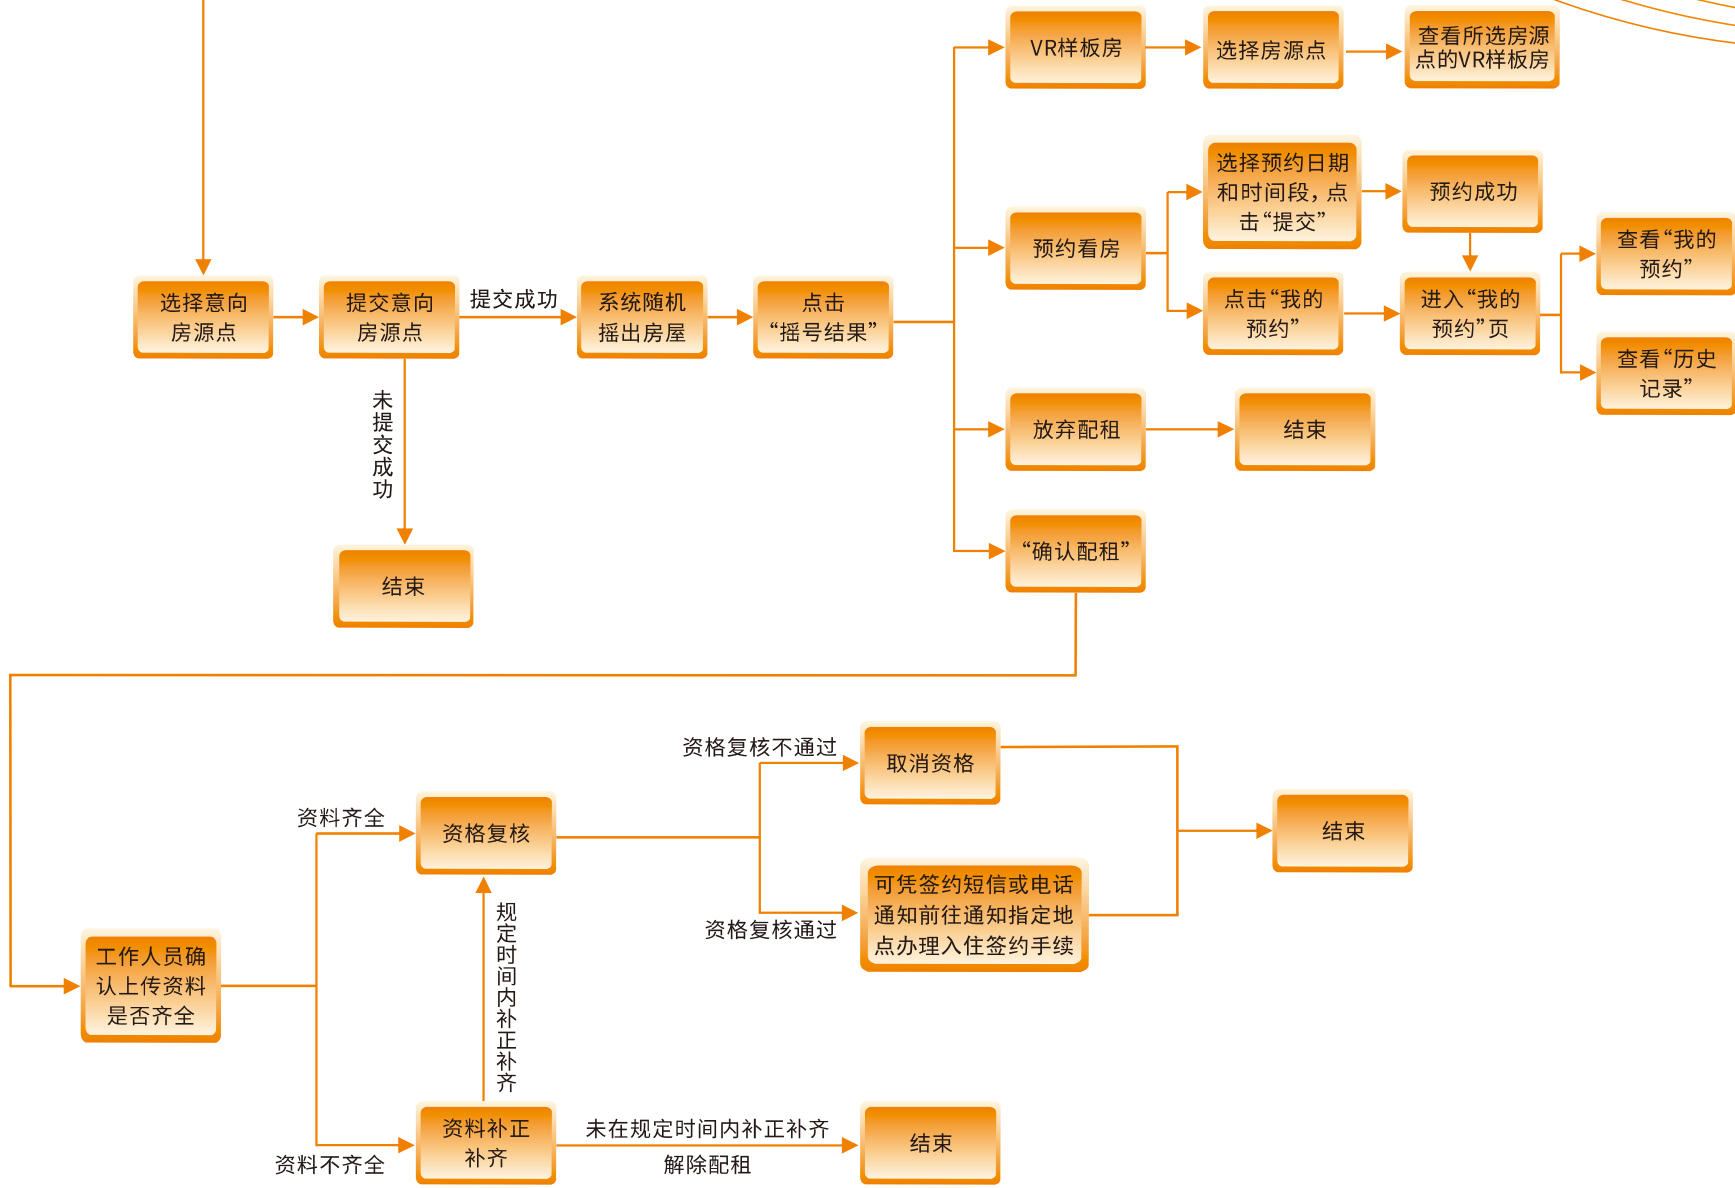 VR样板房
选择房源点
查看所选房源
点的VR样板房
选择预约日期
和时间段，点
击“提交”
预约成功
预约看房
查看“我的
预约”
选择意向
房源点
提交意向
房源点
提交成功
系统随机
摇出房屋
点击
“摇号结果”
点击“我的
预约”
进入“我的
预约”页
查看“历史
记录”
未提交成功
放弃配租
结束
“确认配租”
结束
资格复核不通过
取消资格
资料齐全
资格复核
结束
可凭签约短信或电话
通知前往通知指定地
点办理入住签约手续
资格复核通过
工作人员确
认上传资料
是否齐全
规定时间内补正补齐
资料补正
补齐
资料不齐全
未在规定时间内补正补齐
解除配租
结束